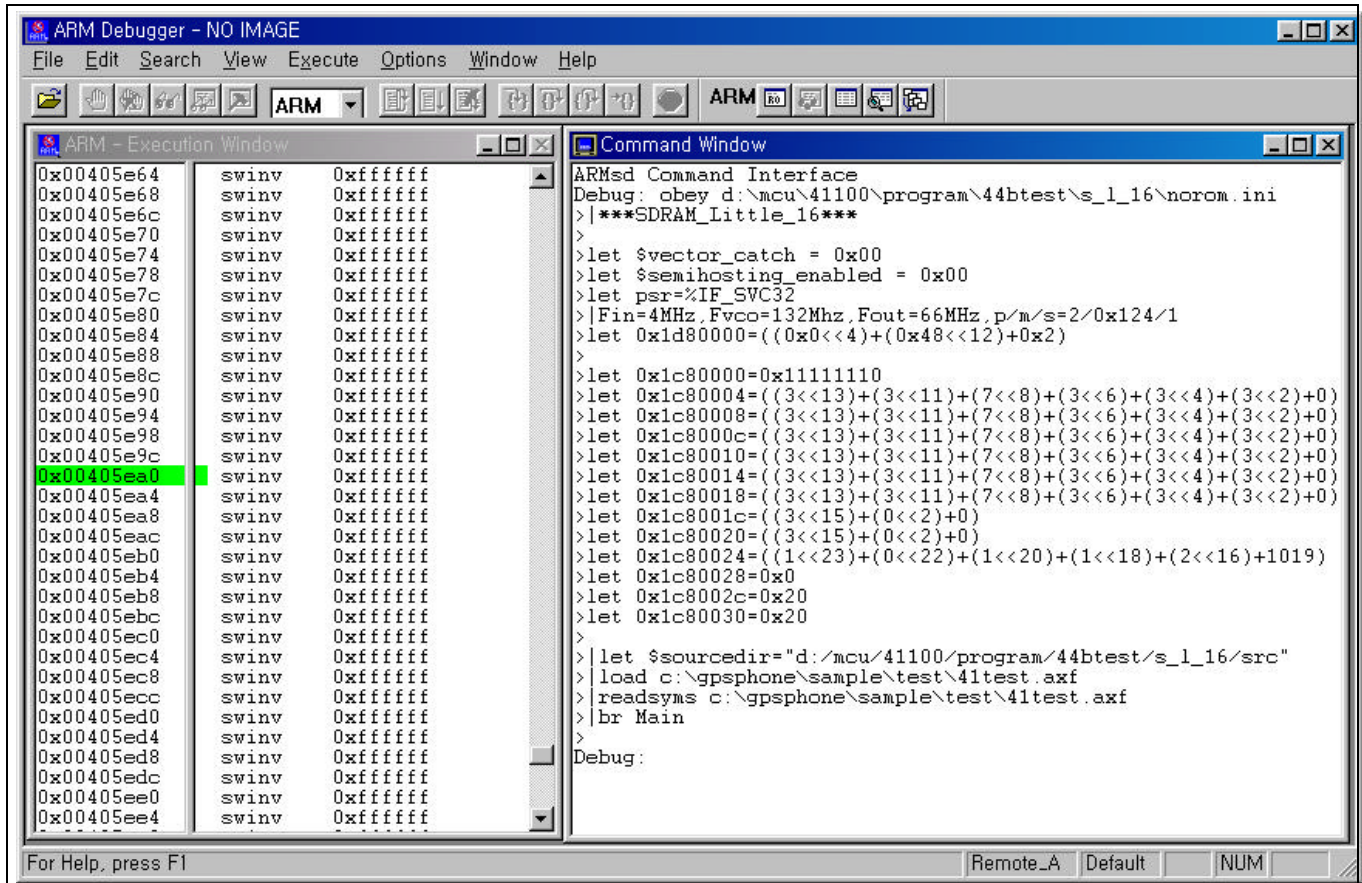 ARM Debugger - NO IMAGE
File Edit Search View Execute Options Window Help
ARM
ARM
ARM - Execution Window
0x00405e64 swinv 0xffffff
0x00405e68 swinv 0xffffff
0x00405e6c swinv 0xffffff
0x00405e70 swinv 0xffffff
0x00405e74 swinv 0xffffff
0x00405e78 swinv 0xffffff
0x00405e7c swinv 0xffffff
0x00405e80 swinv 0xffffff
0x00405e84 swinv 0xffffff
0x00405e88 swinv 0xffffff
0x00405e8c swinv 0xffffff
0x00405e90 swinv 0xffffff
0x00405e94 swinv 0xffffff
0x00405e98 swinv 0xffffff
0x00405e9c swinv 0xffffff
0x00405ea0 swinv 0xffffff
0x00405ea4 swinv 0xffffff
0x00405ea8 swinv 0xffffff
0x00405eac swinv 0xffffff
0x00405eb0 swinv 0xffffff
0x00405eb4 swinv 0xffffff
0x00405eb8 swinv 0xffffff
0x00405ebc swinv 0xffffff
0x00405ec0 swinv 0xffffff
0x00405ec4 swinv 0xffffff
0x00405ec8 swinv 0xffffff
0x00405ecc swinv 0xffffff
0x00405ed0 swinv 0xffffff
0x00405ed4 swinv 0xffffff
0x00405ed8 swinv 0xffffff
0x00405edc swinv 0xffffff
0x00405ee0 swinv 0xffffff
0x00405ee4 swinv 0xffffff
Command Window
ARMsd Command Interface
Debug: obey d:\mcu\41100\program\44btest\s_l_16\norom.ini
>|***SDRAM_Little_16***
>
>let $vector_catch = 0x00
>let $semihosting_enabled = 0x00
>let psr=%IF_SVC32
>|Fin=4MHz,Fvco=132Mhz,Fout=66MHz,p/m/s=2/0x124/1
>let 0x1d80000=((0x0<<4)+(0x48<<12)+0x2)
>
>let 0x1c80000=0x11111110
>let 0x1c80004=((3<<13)+(3<<11)+(7<<8)+(3<<6)+(3<<4)+(3<<2)+0)
>let 0x1c80008=((3<<13)+(3<<11)+(7<<8)+(3<<6)+(3<<4)+(3<<2)+0)
>let 0x1c8000c=((3<<13)+(3<<11)+(7<<8)+(3<<6)+(3<<4)+(3<<2)+0)
>let 0x1c80010=((3<<13)+(3<<11)+(7<<8)+(3<<6)+(3<<4)+(3<<2)+0)
>let 0x1c80014=((3<<13)+(3<<11)+(7<<8)+(3<<6)+(3<<4)+(3<<2)+0)
>let 0x1c80018=((3<<13)+(3<<11)+(7<<8)+(3<<6)+(3<<4)+(3<<2)+0)
>let 0x1c8001c=((3<<15)+(0<<2)+0)
>let 0x1c80020=((3<<15)+(0<<2)+0)
>let 0x1c80024=((1<<23)+(0<<22)+(1<<20)+(1<<18)+(2<<16)+1019)
>let 0x1c80028=0x0
>let 0x1c8002c=0x20
>let 0x1c80030=0x20
>
>|let $sourcedir="d:/mcu/41100/program/44btest/s_l_16/src"
>|load c:\gpsphone\sample\test\41test.axf
>|readsyms c:\gpsphone\sample\test\41test.axf
>|br Main
>
Debug:
For Help, press F1
Remote_A Default NUM